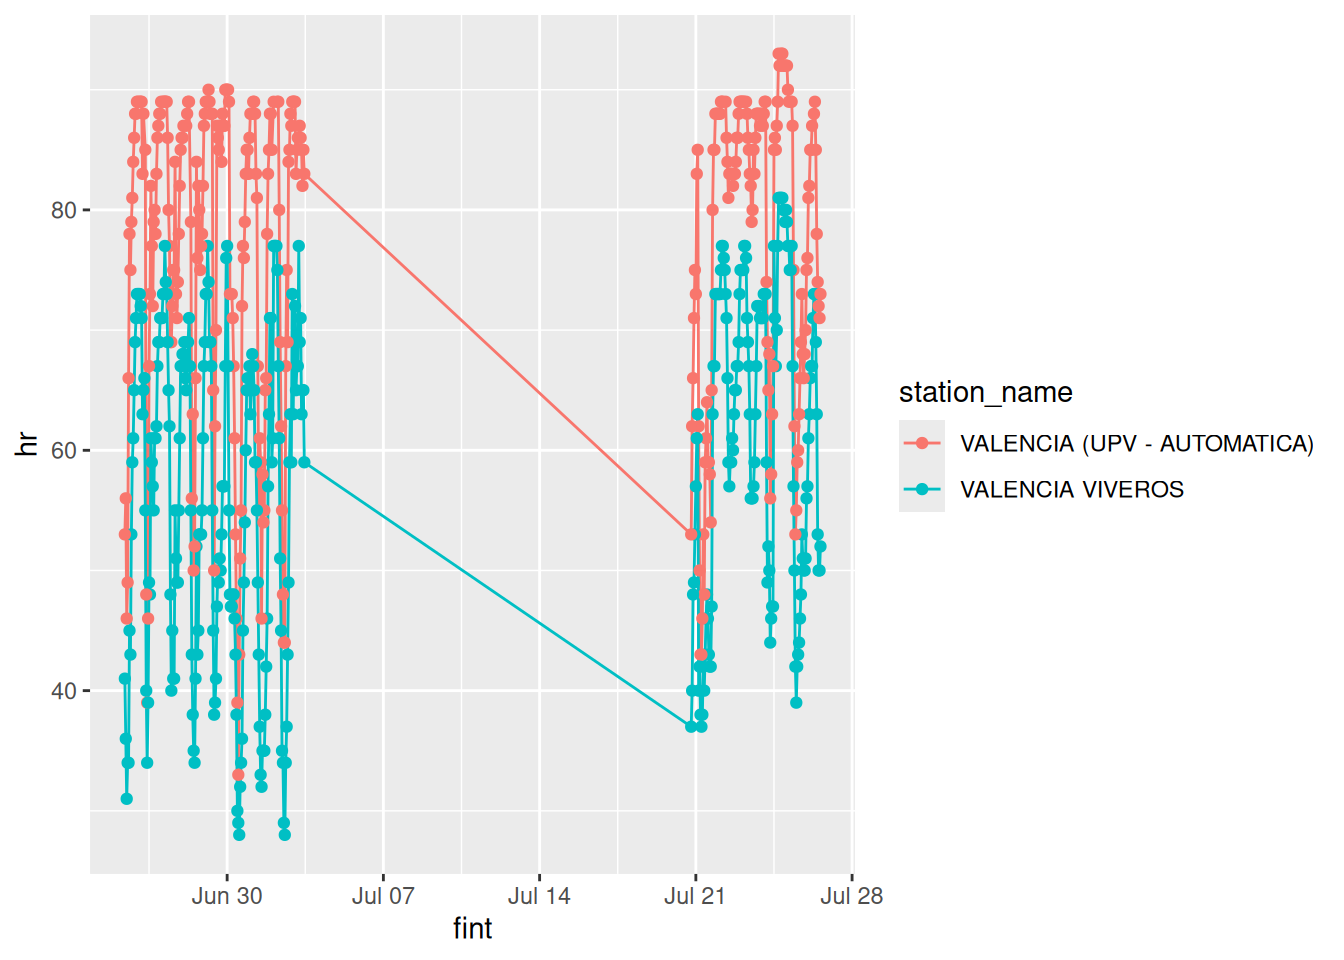 80
60
40
hr
Jun 30
Jul 07
Jul 14
Jul 21
Jul 28
fint
station_name
VALENCIA (UPV - AUTOMATICA)
VALENCIA VIVEROS